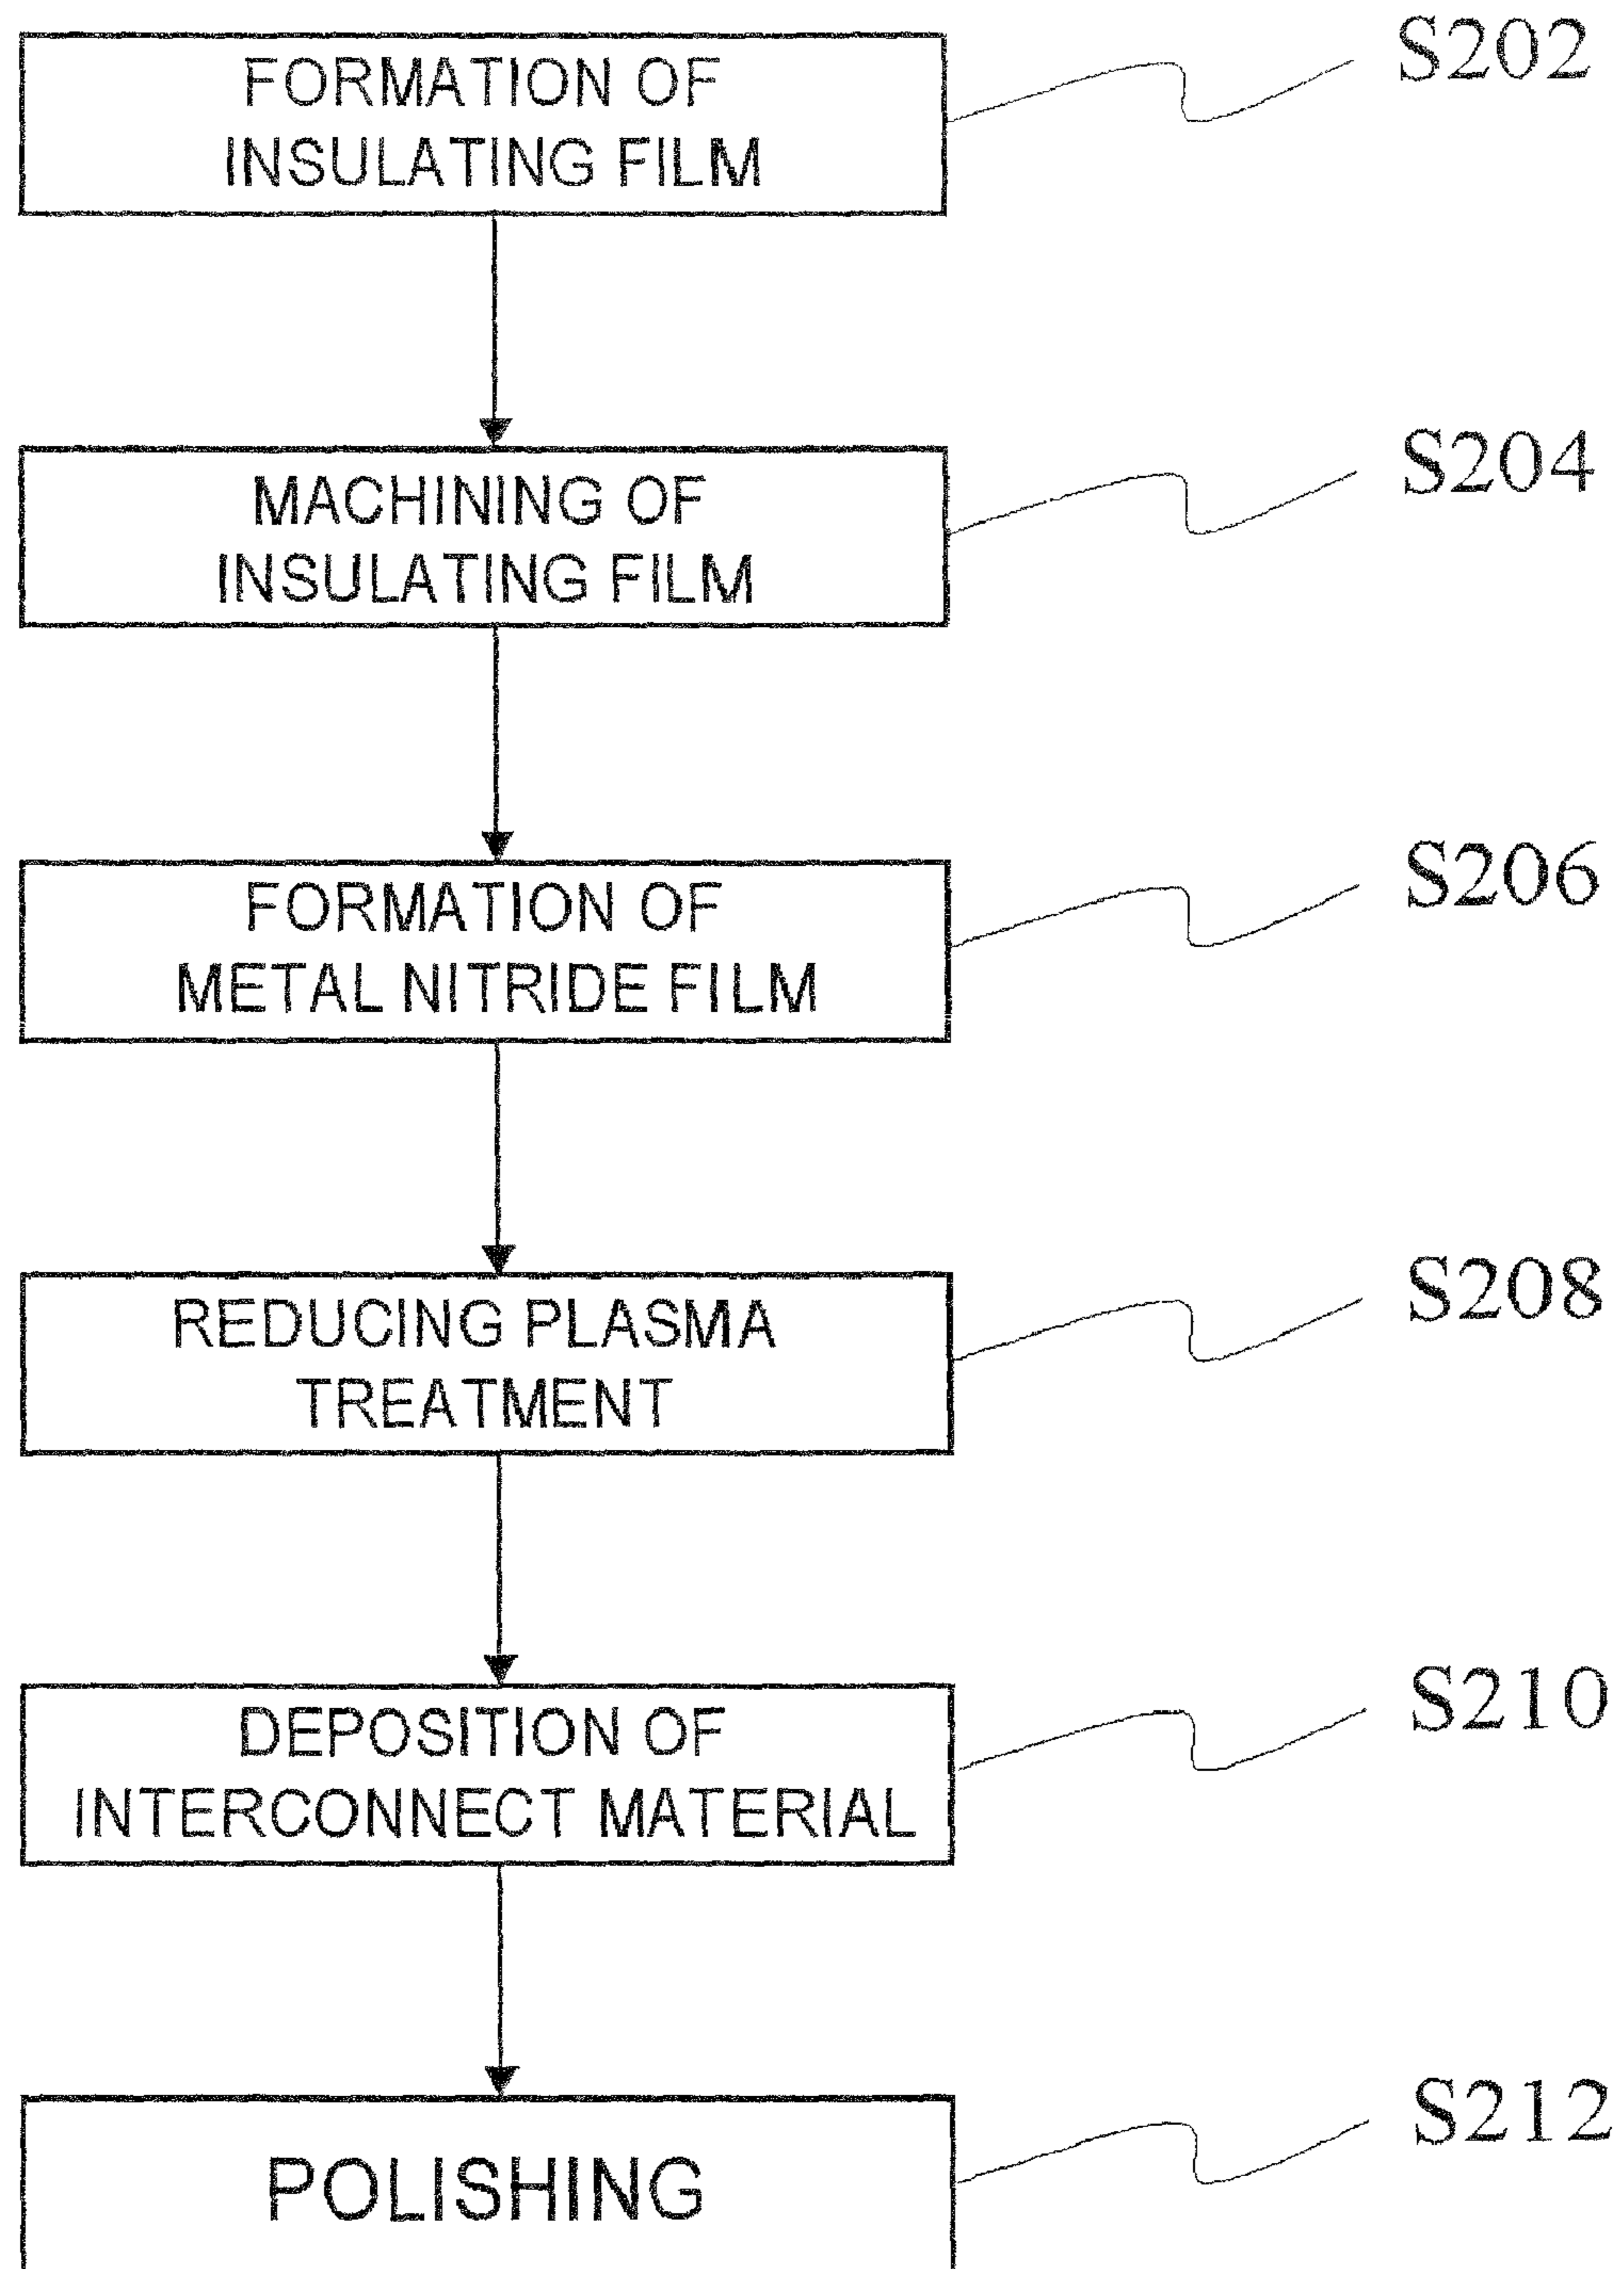 FORMATION OF
INSULATING FILM
S202
MACHINING OF
INSULATING FILM
S204
FORMATION OF
METAL NITRIDE FILM
S206
REDUCING PLASMA
TREATMENT
S208
DEPOSITION OF
INTERCONNECT MATERIAL
S210
POLISHING
S212